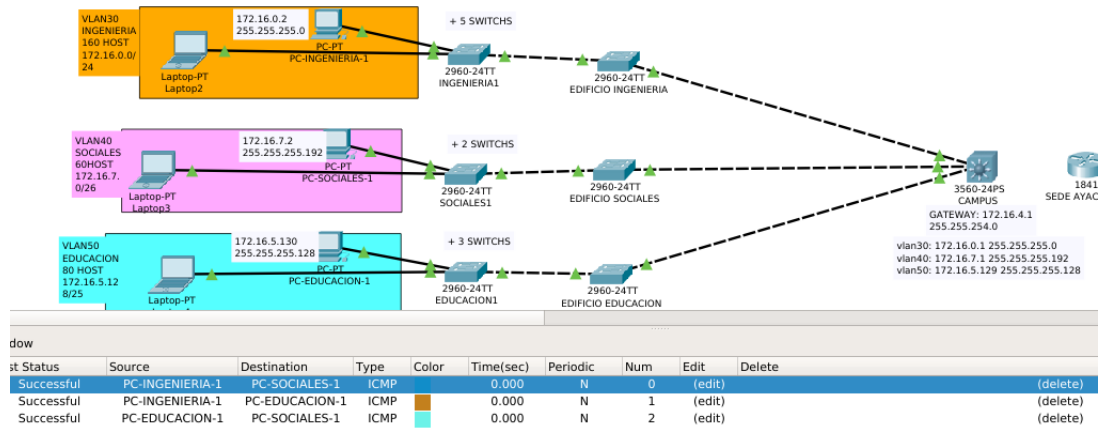 VLAN30
INGENIERIA
160 HOST
172.16.0.0/
24
172.16.0.2
255.255.255.0
PC-PT
PC-INGENIERIA-1
Laptop-PT
Laptop2
+ 5 SWITCHS
2960-24TT
INGENIERIA1
2960-24TT
EDIFICIO INGENIERIA
VLAN40
SOCIALES
60HOST
172.16.7.
0/26
172.16.7.2
255.255.255.192
PC-PT
PC-SOCIALES-1
Laptop-PT
Laptop3
+ 2 SWITCHS
2960-24TT
SOCIALES1
2960-24TT
EDIFICIO SOCIALES
3560-24PS
CAMPUS
GATEWAY: 172.16.4.1
255.255.254.0
vlan30: 172.16.0.1 255.255.255.0
vlan40: 172.16.7.1 255.255.255.192
vlan50: 172.16.5.129 255.255.255.128
1841
SEDE AYAC
VLAN50
EDUCACION
80 HOST
172.16.5.12
8/25
172.16.5.130
255.255.255.128
PC-PT
PC-EDUCACION-1
Laptop-PT
+ 3 SWITCHS
2960-24TT
EDUCACION1
2960-24TT
EDIFICIO EDUCACION
dow
st Status Source Destination Type Color Time(sec) Periodic Num Edit Delete
Successful PC-INGENIERIA-1 PC-SOCIALES-1 ICMP 0.000 N 0 (edit) (delete)
Successful PC-INGENIERIA-1 PC-EDUCACION-1 ICMP 0.000 N 1 (edit) (delete)
Successful PC-EDUCACION-1 PC-SOCIALES-1 ICMP 0.000 N 2 (edit) (delete)